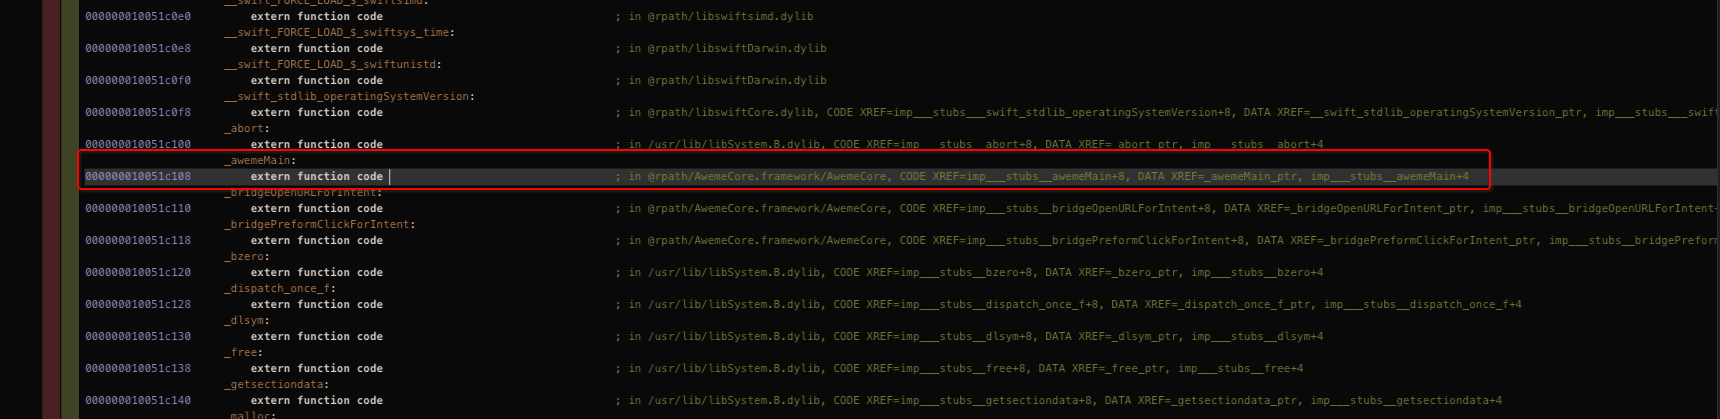 __swift_FORCE_LOAD_$_swiftsimd:
000000010051c0e0 extern function code ; in @rpath/libswiftsimd.dylib
__swift_FORCE_LOAD_$_swiftsys_time:
000000010051c0e8 extern function code ; in @rpath/libswiftDarwin.dylib
__swift_FORCE_LOAD_$_swiftunistd:
000000010051c0f0 extern function code ; in @rpath/libswiftDarwin.dylib
__swift_stdlib_operatingSystemVersion:
000000010051c0f8 extern function code ; in @rpath/libswiftCore.dylib, CODE XREF=imp___stubs___swift_stdlib_operatingSystemVersion+8, DATA XREF=__swift_stdlib_operatingSystemVersion_ptr, imp___stubs___swift
_abort:
000000010051c100 extern function code ; in /usr/lib/libSystem.B.dylib, CODE XREF=imp___stubs__abort+8, DATA XREF=_abort_ptr, imp___stubs__abort+4
_awemeMain:
000000010051c108 extern function code ; in @rpath/AwemeCore.framework/AwemeCore, CODE XREF=imp___stubs__awemeMain+8, DATA XREF=_awemeMain_ptr, imp___stubs__awemeMain+4
_bridgeOpenURLForIntent:
000000010051c110 extern function code ; in @rpath/AwemeCore.framework/AwemeCore, CODE XREF=imp___stubs__bridgeOpenURLForIntent+8, DATA XREF=_bridgeOpenURLForIntent_ptr, imp___stubs__bridgeOpenURLForIntent+
_bridgePreformClickForIntent:
000000010051c118 extern function code ; in @rpath/AwemeCore.framework/AwemeCore, CODE XREF=imp___stubs__bridgePreformClickForIntent+8, DATA XREF=_bridgePreformClickForIntent_ptr, imp___stubs__bridgePrefor
_bzero:
000000010051c120 extern function code ; in /usr/lib/libSystem.B.dylib, CODE XREF=imp___stubs__bzero+8, DATA XREF=_bzero_ptr, imp___stubs__bzero+4
_dispatch_once_f:
000000010051c128 extern function code ; in /usr/lib/libSystem.B.dylib, CODE XREF=imp___stubs__dispatch_once_f+8, DATA XREF=_dispatch_once_f_ptr, imp___stubs__dispatch_once_f+4
_dlsym:
000000010051c130 extern function code ; in /usr/lib/libSystem.B.dylib, CODE XREF=imp___stubs__dlsym+8, DATA XREF=_dlsym_ptr, imp___stubs__dlsym+4
_free:
000000010051c138 extern function code ; in /usr/lib/libSystem.B.dylib, CODE XREF=imp___stubs__free+8, DATA XREF=_free_ptr, imp___stubs__free+4
_getsectiondata:
000000010051c140 extern function code ; in /usr/lib/libSystem.B.dylib, CODE XREF=imp___stubs__getsectiondata+8, DATA XREF=_getsectiondata_ptr, imp___stubs__getsectiondata+4
_malloc: